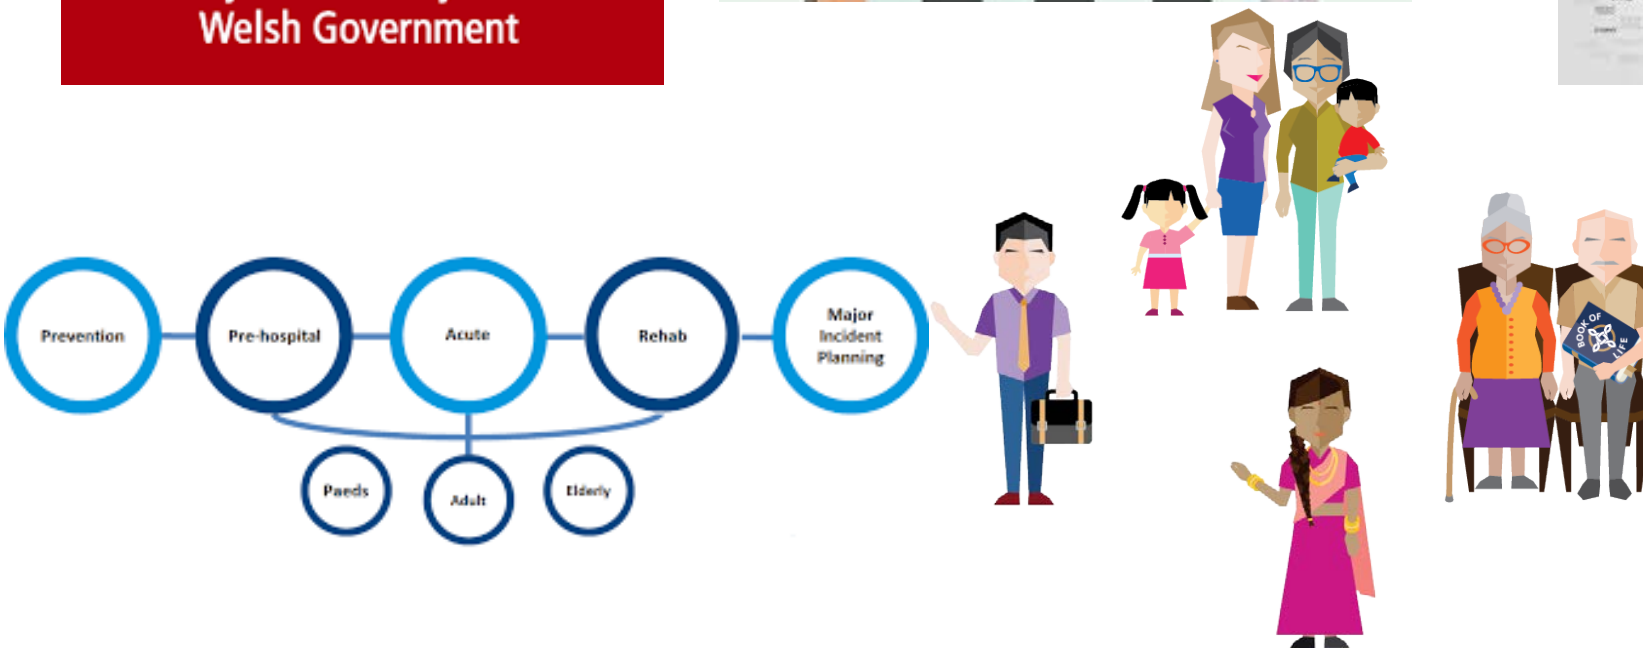 Welsh Government
Prevention
Pre-hospital
Acute
Rehab
Major
Incident
Planning
Paeds
Adult
Elderly
BOOK OF
LIFE